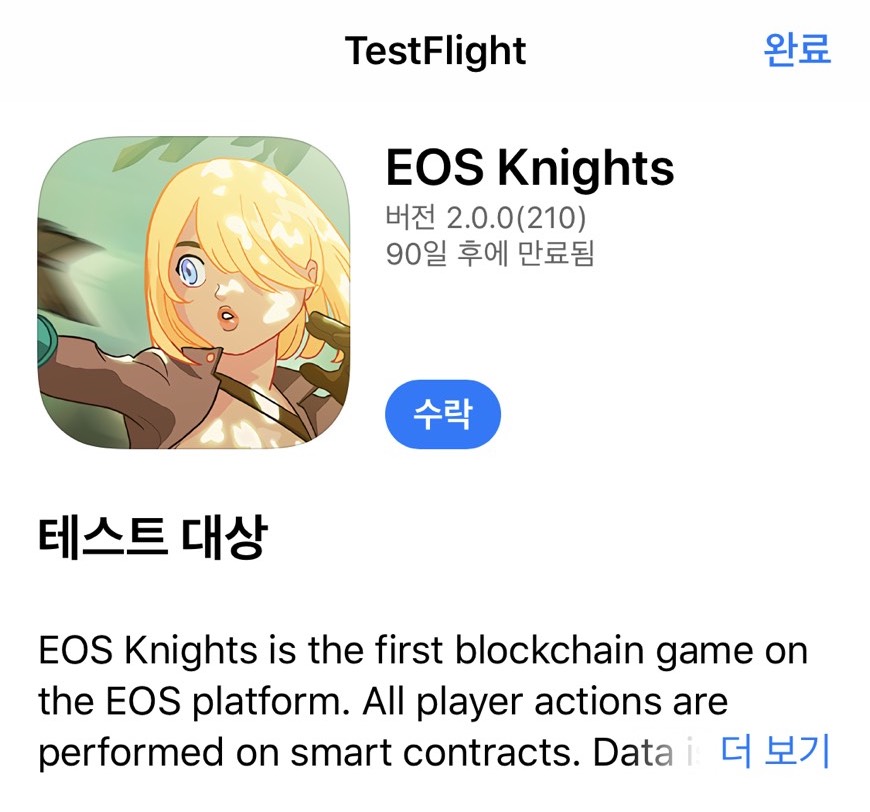 TestFlight
완료
EOS Knights
버전 2.0.0(210)
90일 후에 만료됨
수락
테스트 대상
EOS Knights is the first blockchain game on
the EOS platform. All player actions are
performed on smart contracts. Data 더 보기